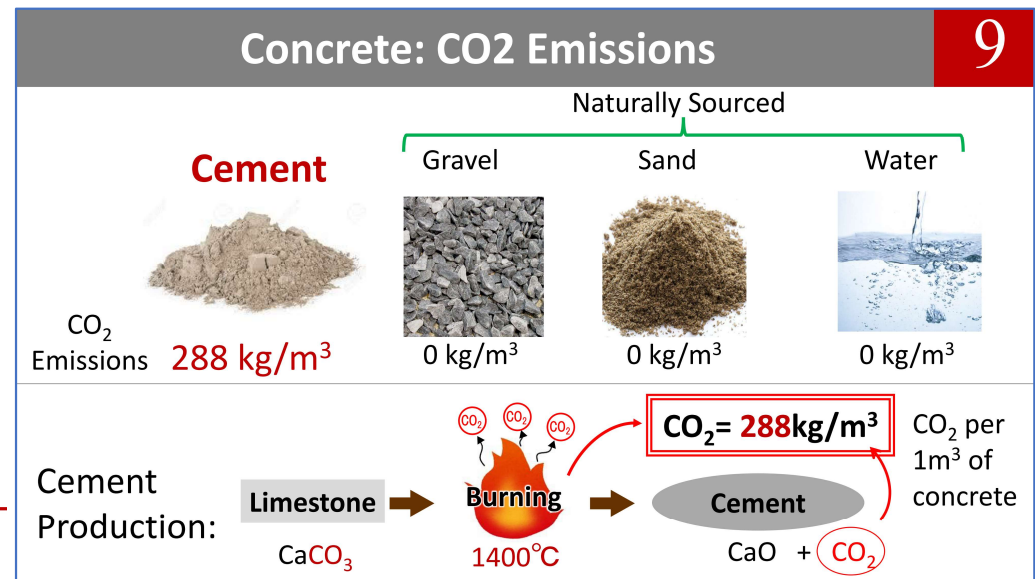 Concrete: CO2 Emissions
9
Naturally Sourced
Cement
Gravel
Sand
Water
CO₂
Emissions
288 kg/m³
0 kg/m³
0 kg/m³
0 kg/m³
CO₂
CO₂
CO₂
CO₂= 288kg/m³
CO₂ per
1m³ of
concrete
Cement
Production:
Limestone
Burning
Cement
CaCO₃
1400℃
CaO + CO₂